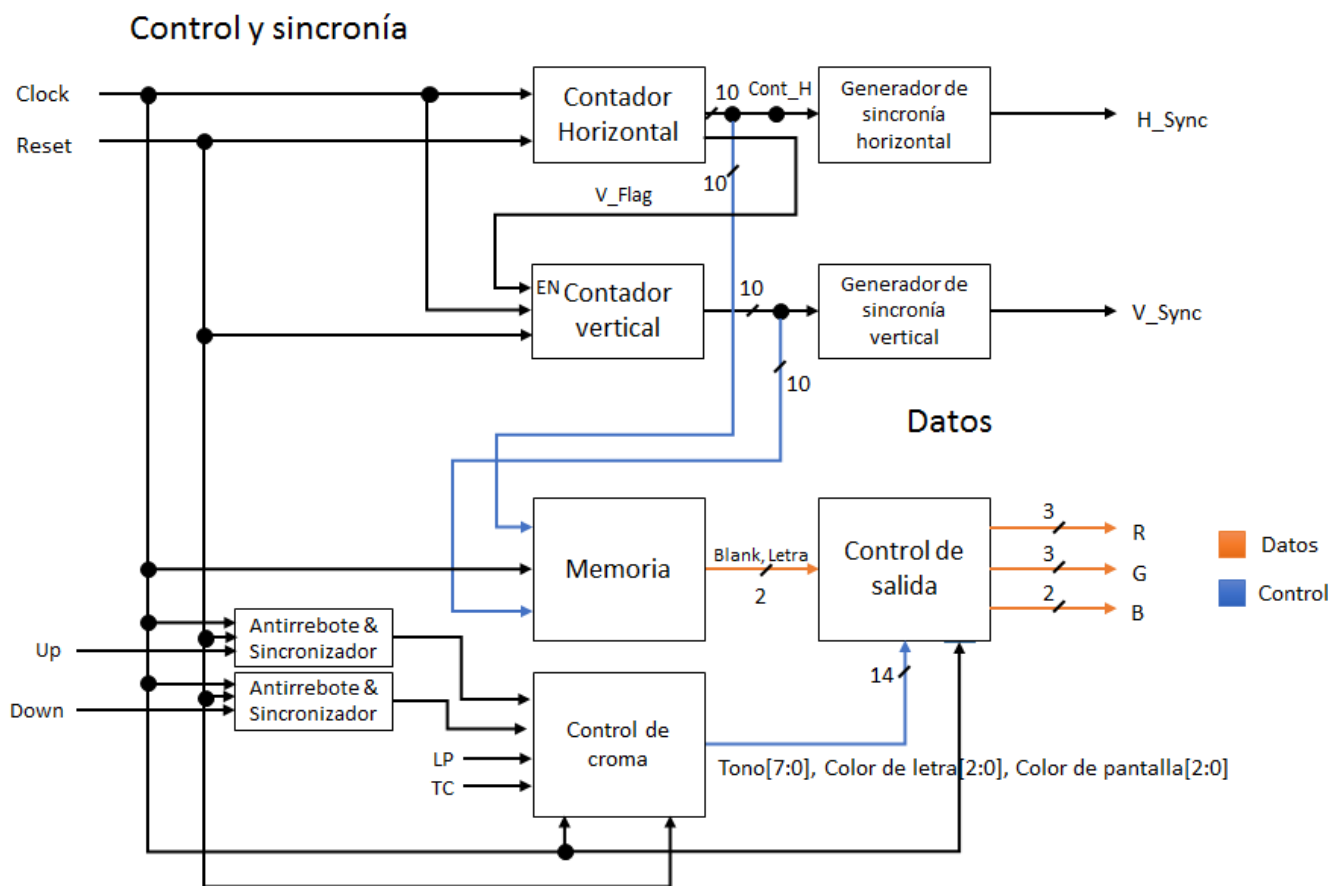 Control y sincronía
Clock
Reset
Contador
Horizontal
10
Cont_H
Generador de
sincronía
horizontal
H_Sync
10
V_Flag
EN
Contador
vertical
10
Generador de
sincronía
vertical
V_Sync
10
Datos
Memoria
Blank, Letra
2
Control de
salida
3
R
3
G
2
B
Datos
Control
Up
Antirrebote &
Sincronizador
Down
Antirrebote &
Sincronizador
LP
TC
Control de
croma
14
Tono[7:0], Color de letra[2:0], Color de pantalla[2:0]